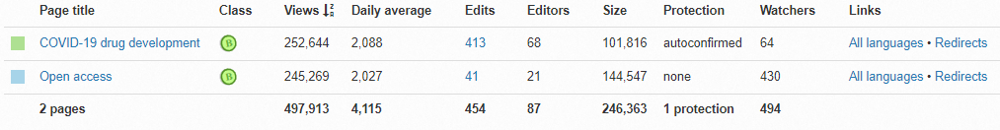 Page title Class Views Daily average Edits Editors Size Protection Watchers Links
COVID-19 drug development B 252,644 2,088 413 68 101,816 autoconfirmed 64 All languages • Redirects
Open access B 245,269 2,027 41 21 144,547 none 430 All languages • Redirects
2 pages 497,913 4,115 454 87 246,363 1 protection 494